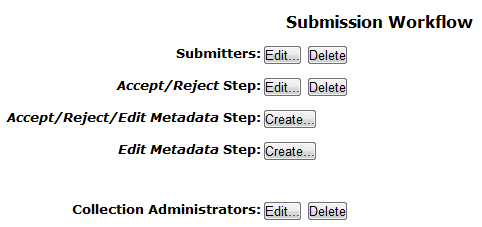 Submission Workflow
Submitters: Edit... Delete
Accept/Reject Step: Edit... Delete
Accept/Reject/Edit Metadata Step: Create...
Edit Metadata Step: Create...
Collection Administrators: Edit... Delete